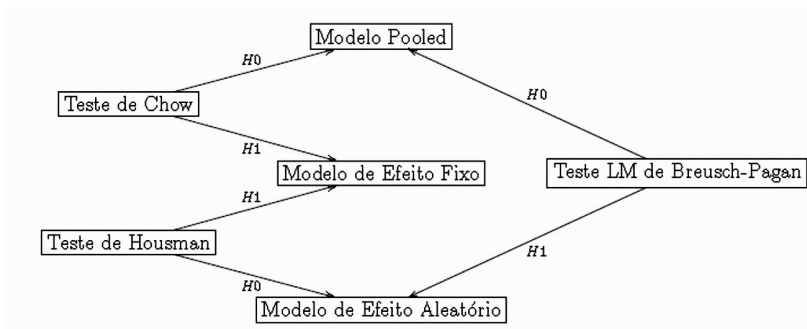 Modelo Pooled
H0
H0
Teste de Chow
H1
Modelo de Efeito Fixo
Teste LM de Breusch-Pagan
H1
Teste de Housman
H1
H0
Modelo de Efeito Aleatório